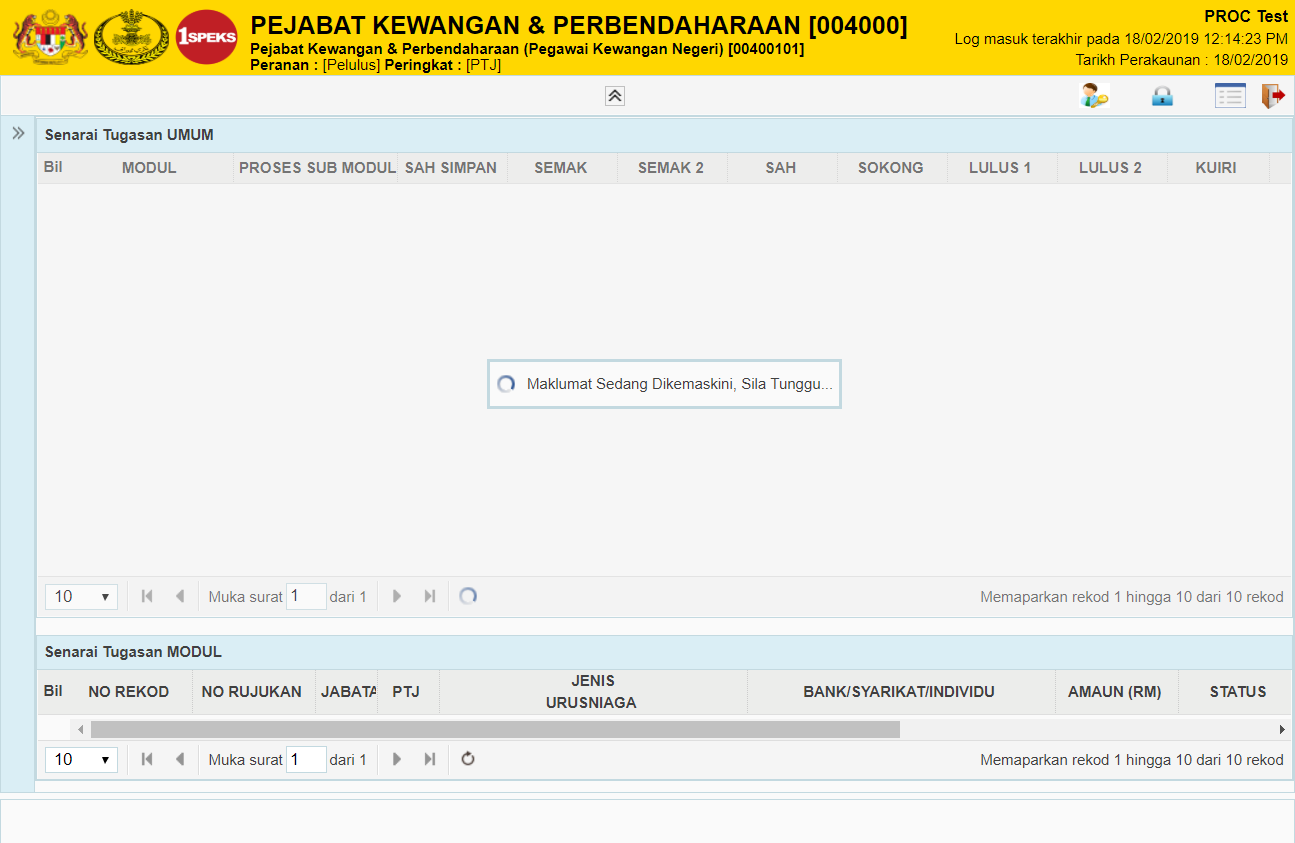 1SPEKS
PEJABAT KEWANGAN & PERBENDAHARAAN [004000]
Pejabat Kewangan & Perbendaharaan (Pegawai Kewangan Negeri) [00400101]
Peranan : [Pelulus] Peringkat : [PTJ]
PROC Test
Log masuk terakhir pada 18/02/2019 12:14:23 PM
Tarikh Perakaunan : 18/02/2019
Senarai Tugasan UMUM
Bil MODUL PROSES SUB MODUL SAH SIMPAN SEMAK SEMAK 2 SAH SOKONG LULUS 1 LULUS 2 KUIRI
Maklumat Sedang Dikemaskini, Sila Tunggu...
10 Muka surat 1 dari 1 Memaparkan rekod 1 hingga 10 dari 10 rekod
Senarai Tugasan MODUL
Bil NO REKOD NO RUJUKAN JABATA PTJ JENIS URUSNIAGA BANK/SYARIKAT/INDIVIDU AMAUN (RM) STATUS
10 Muka surat 1 dari 1 Memaparkan rekod 1 hingga 10 dari 10 rekod